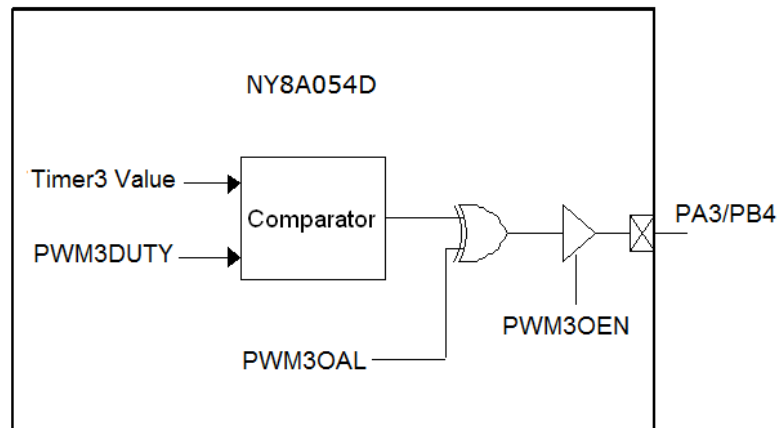 NY8A054D
Timer3 Value
Comparator
PA3/PB4
PWM3DUTY
PWM3OEN
PWM3OAL